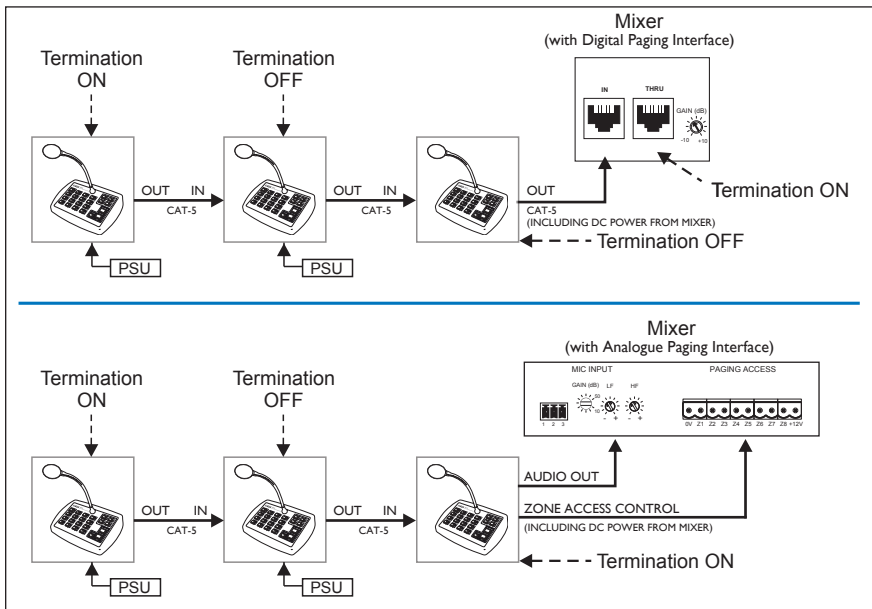 Mixer
(with Digital Paging Interface)
Termination
ON
Termination
OFF
IN
THRU
GAIN (dB)
-10 +10
OUT IN
CAT-5
OUT IN
CAT-5
OUT
CAT-5
(INCLUDING DC POWER FROM MIXER)
Termination ON
Termination OFF
PSU
PSU
Mixer
(with Analogue Paging Interface)
MIC INPUT
PAGING ACCESS
GAIN (dB) LF HF
50
10
- +
- +
1 2 3
0V Z1 Z2 Z3 Z4 Z5 Z6 Z7 Z8 +12V
Termination
ON
Termination
OFF
AUDIO OUT
OUT IN
CAT-5
OUT IN
CAT-5
ZONE ACCESS CONTROL
(INCLUDING DC POWER FROM MIXER)
Termination ON
PSU
PSU